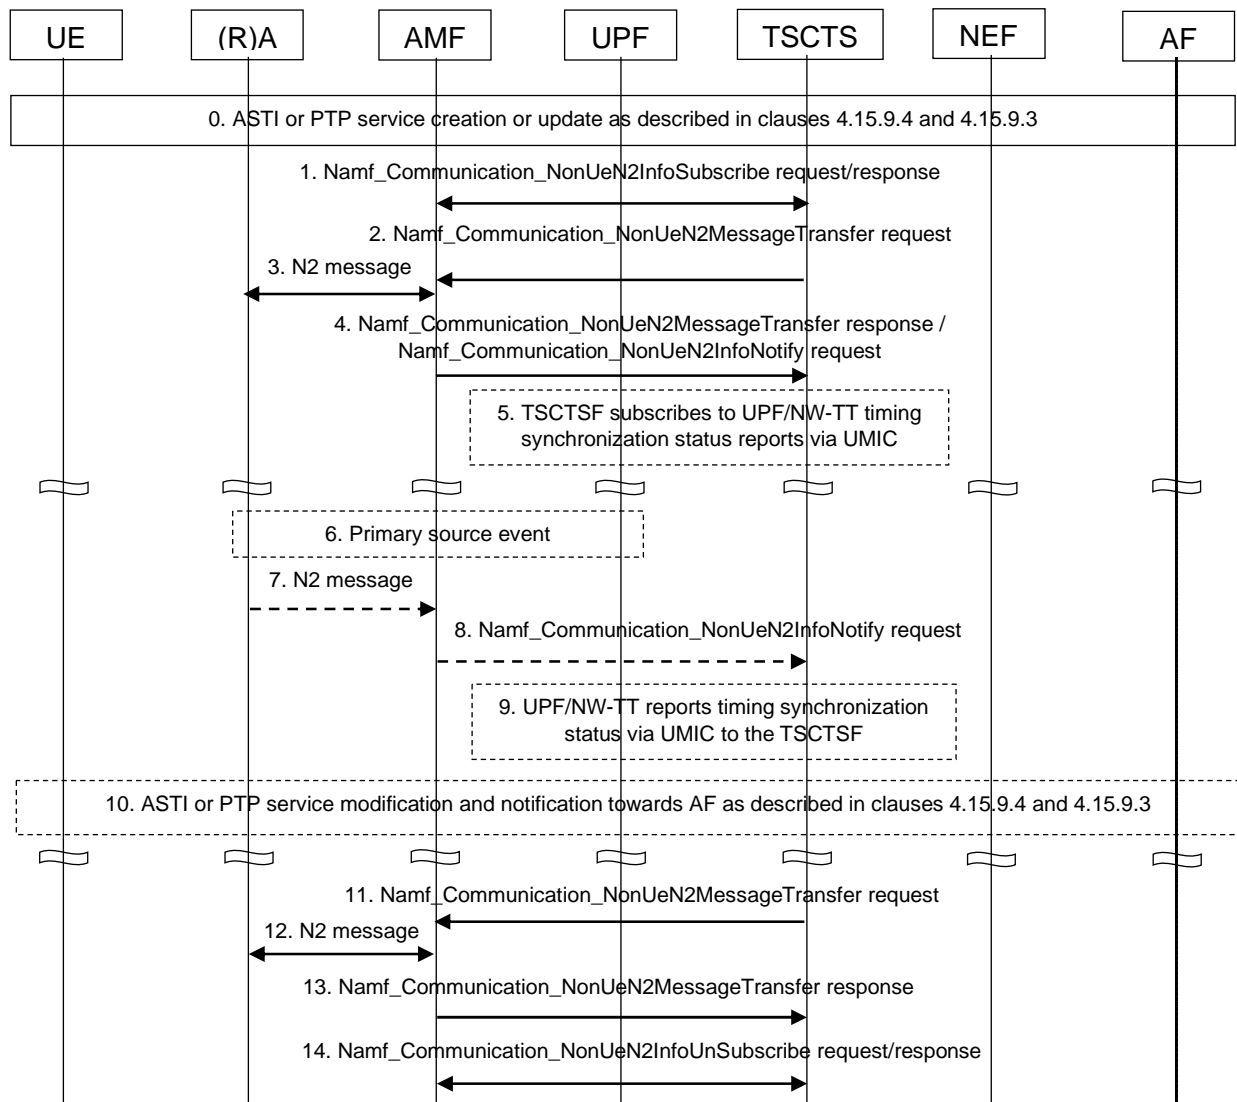 UE (R)A AMF UPF TSCTS NEF AF
0. ASTI or PTP service creation or update as described in clauses 4.15.9.4 and 4.15.9.3
1. Namf_Communication_NonUeN2InfoSubscribe request/response
2. Namf_Communication_NonUeN2MessageTransfer request
3. N2 message
4. Namf_Communication_NonUeN2MessageTransfer response /
Namf_Communication_NonUeN2InfoNotify request
5. TSCTSF subscribes to UPF/NW-TT timing
synchronization status reports via UMIC
6. Primary source event
7. N2 message
8. Namf_Communication_NonUeN2InfoNotify request
9. UPF/NW-TT reports timing synchronization
status via UMIC to the TSCTSF
10. ASTI or PTP service modification and notification towards AF as described in clauses 4.15.9.4 and 4.15.9.3
11. Namf_Communication_NonUeN2MessageTransfer request
12. N2 message
13. Namf_Communication_NonUeN2MessageTransfer response
14. Namf_Communication_NonUeN2InfoUnSubscribe request/response